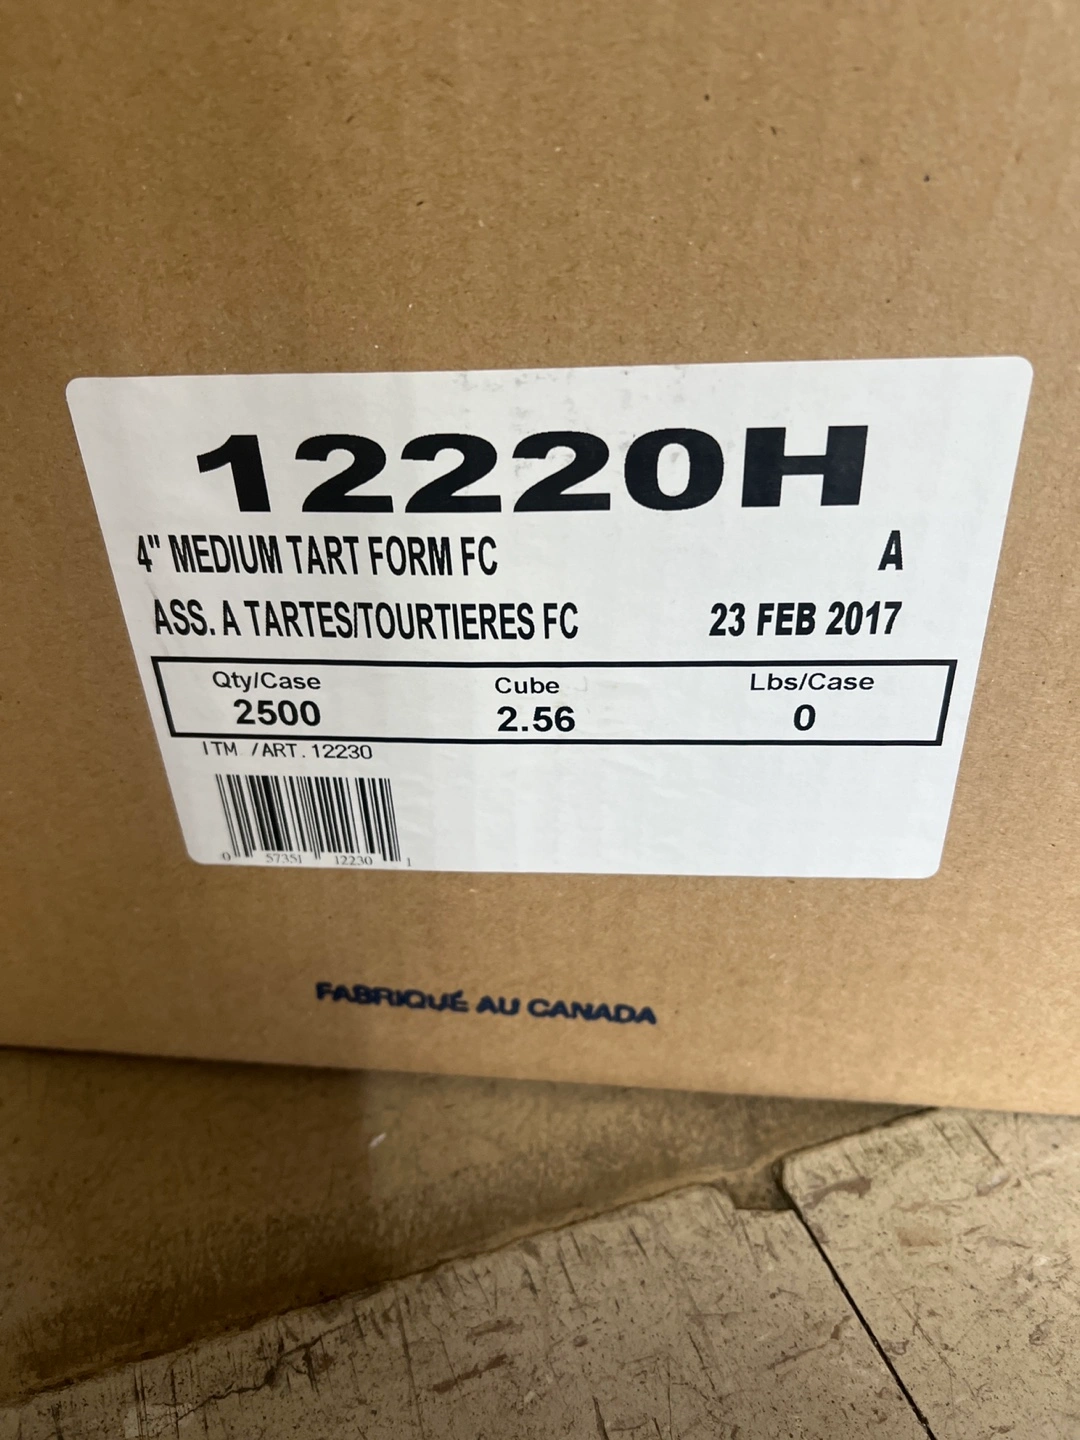 12220H
4" MEDIUM TART FORM FC A
ASS. A TARTES/TOURTIERES FC 23 FEB 2017
Qty/Case Cube Lbs/Case
2500 2.56 0
ITM. /ART. 12230
0 57351 12230 1
FABRIQUÉ AU CANADA